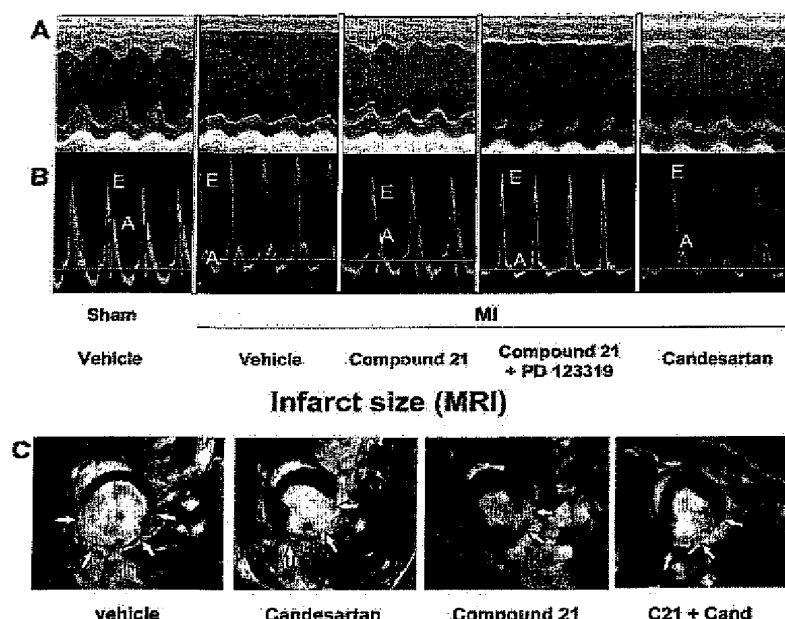 A
B
E
A
E
A
E
A
E
A
E
A
Sham
MI
Vehicle
Vehicle
Compound 21
Compound 21
+ PD 123319
Candesartan
Infarct size (MRI)
C
vehicle
Candesartan
Compound 21
C21 + Cand